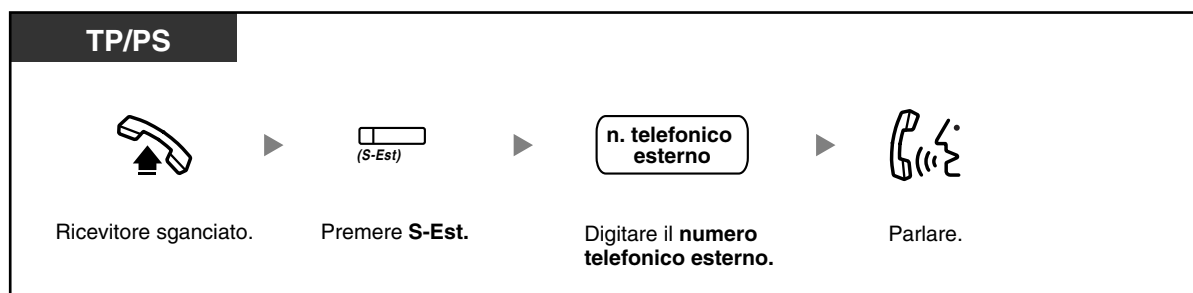 TP/PS
(S-Est)
n. telefonico
esterno
Ricevitore sganciato.
Premere S-Est.
Digitare il numero
telefonico esterno.
Parlare.